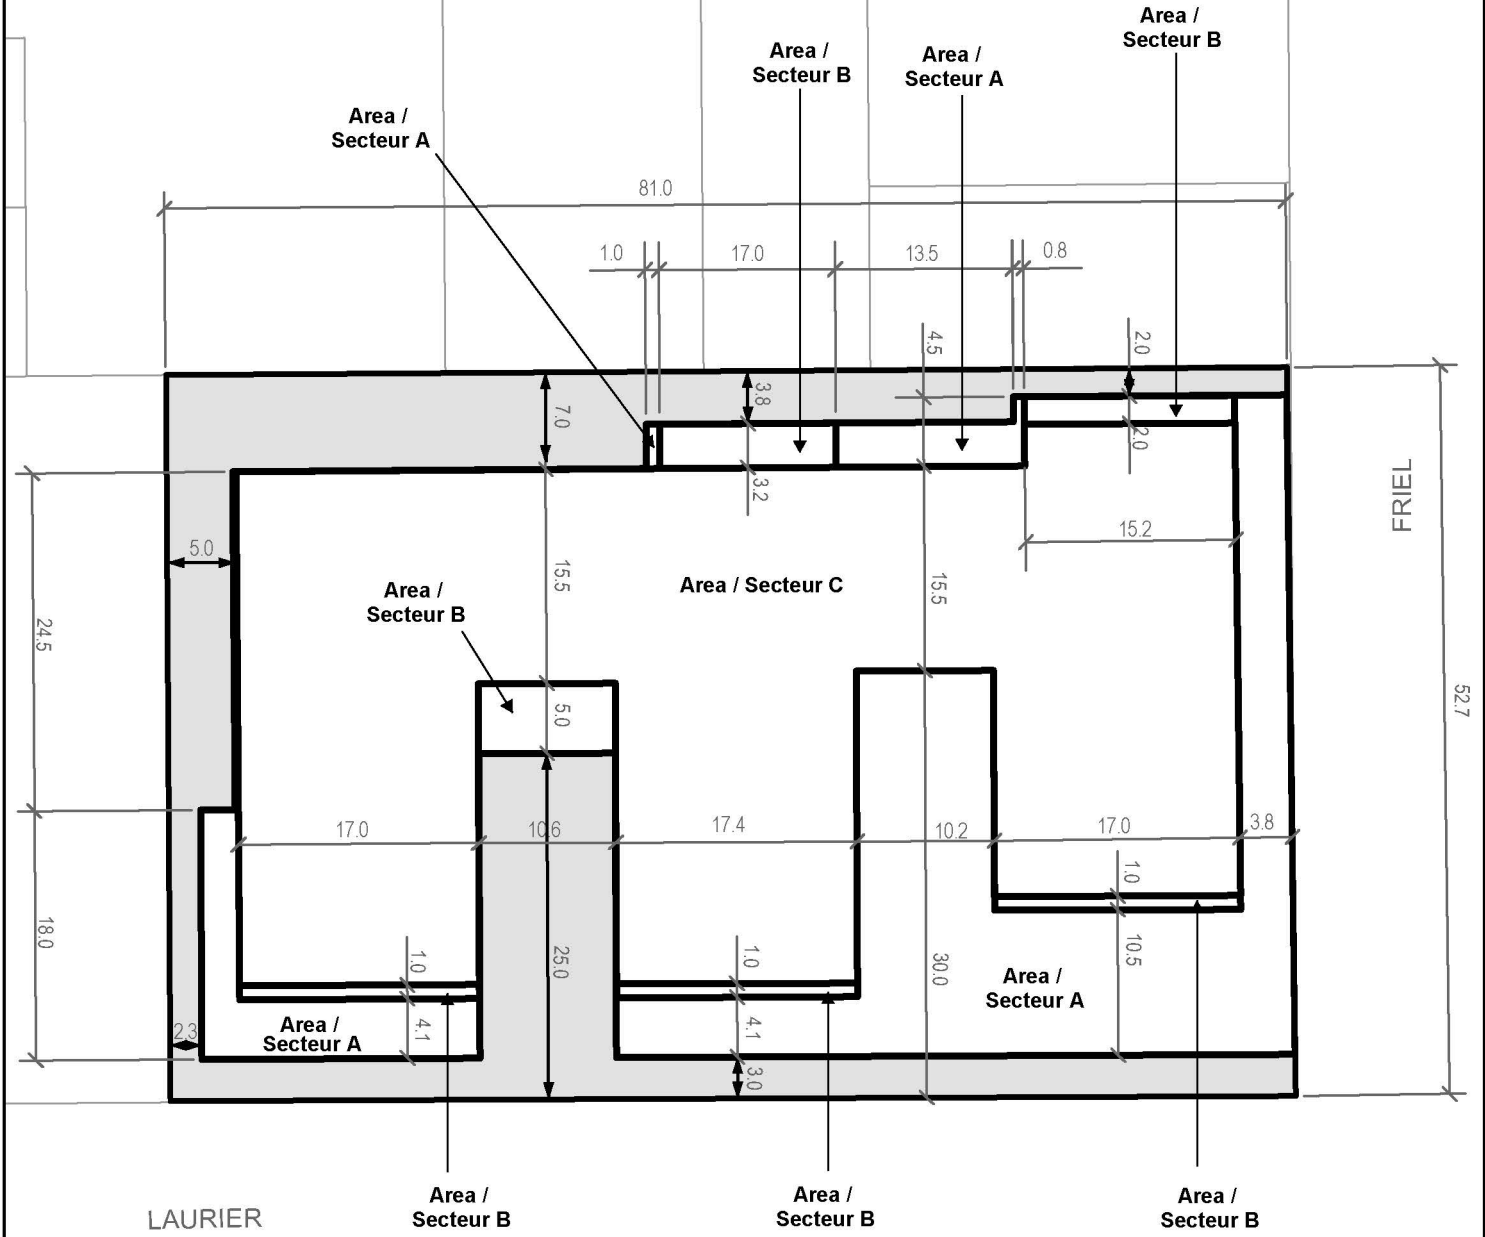 Area /
Secteur B
Area /
Secteur B
Area /
Secteur A
Area /
Secteur A
81.0
1.0
17.0
13.5
0.8
4.5
2.0
3.8
7.0
2.0
3.2
FRIEL
15.2
5.0
15.5
Area / Secteur C
15.5
Area /
Secteur B
24.5
5.0
52.7
17.0
10.6
17.4
10.2
17.0
3.8
1.0
18.0
1.0
25.0
1.0
30.0
10.5
Area /
Secteur A
2.3
Area /
Secteur A
4.1
4.1
3.0
Area /
Secteur B
Area /
Secteur B
Area /
Secteur B
LAURIER